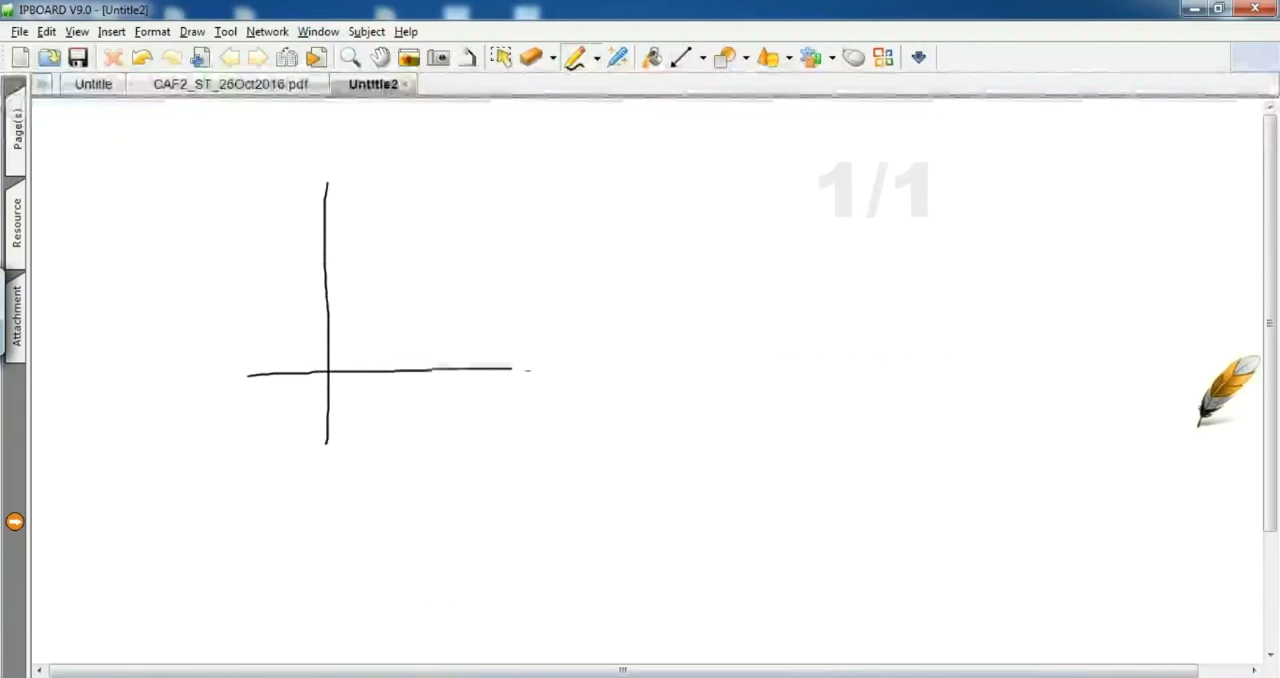 IPBOARD V9.0 - [Untitle2]
File Edit View Insert Format Draw Tool Network Window Subject Help
Untitle CAF2_ST_26Oct2016.pdf Untitle2
Page(s)
Resource
Attachment
1/1